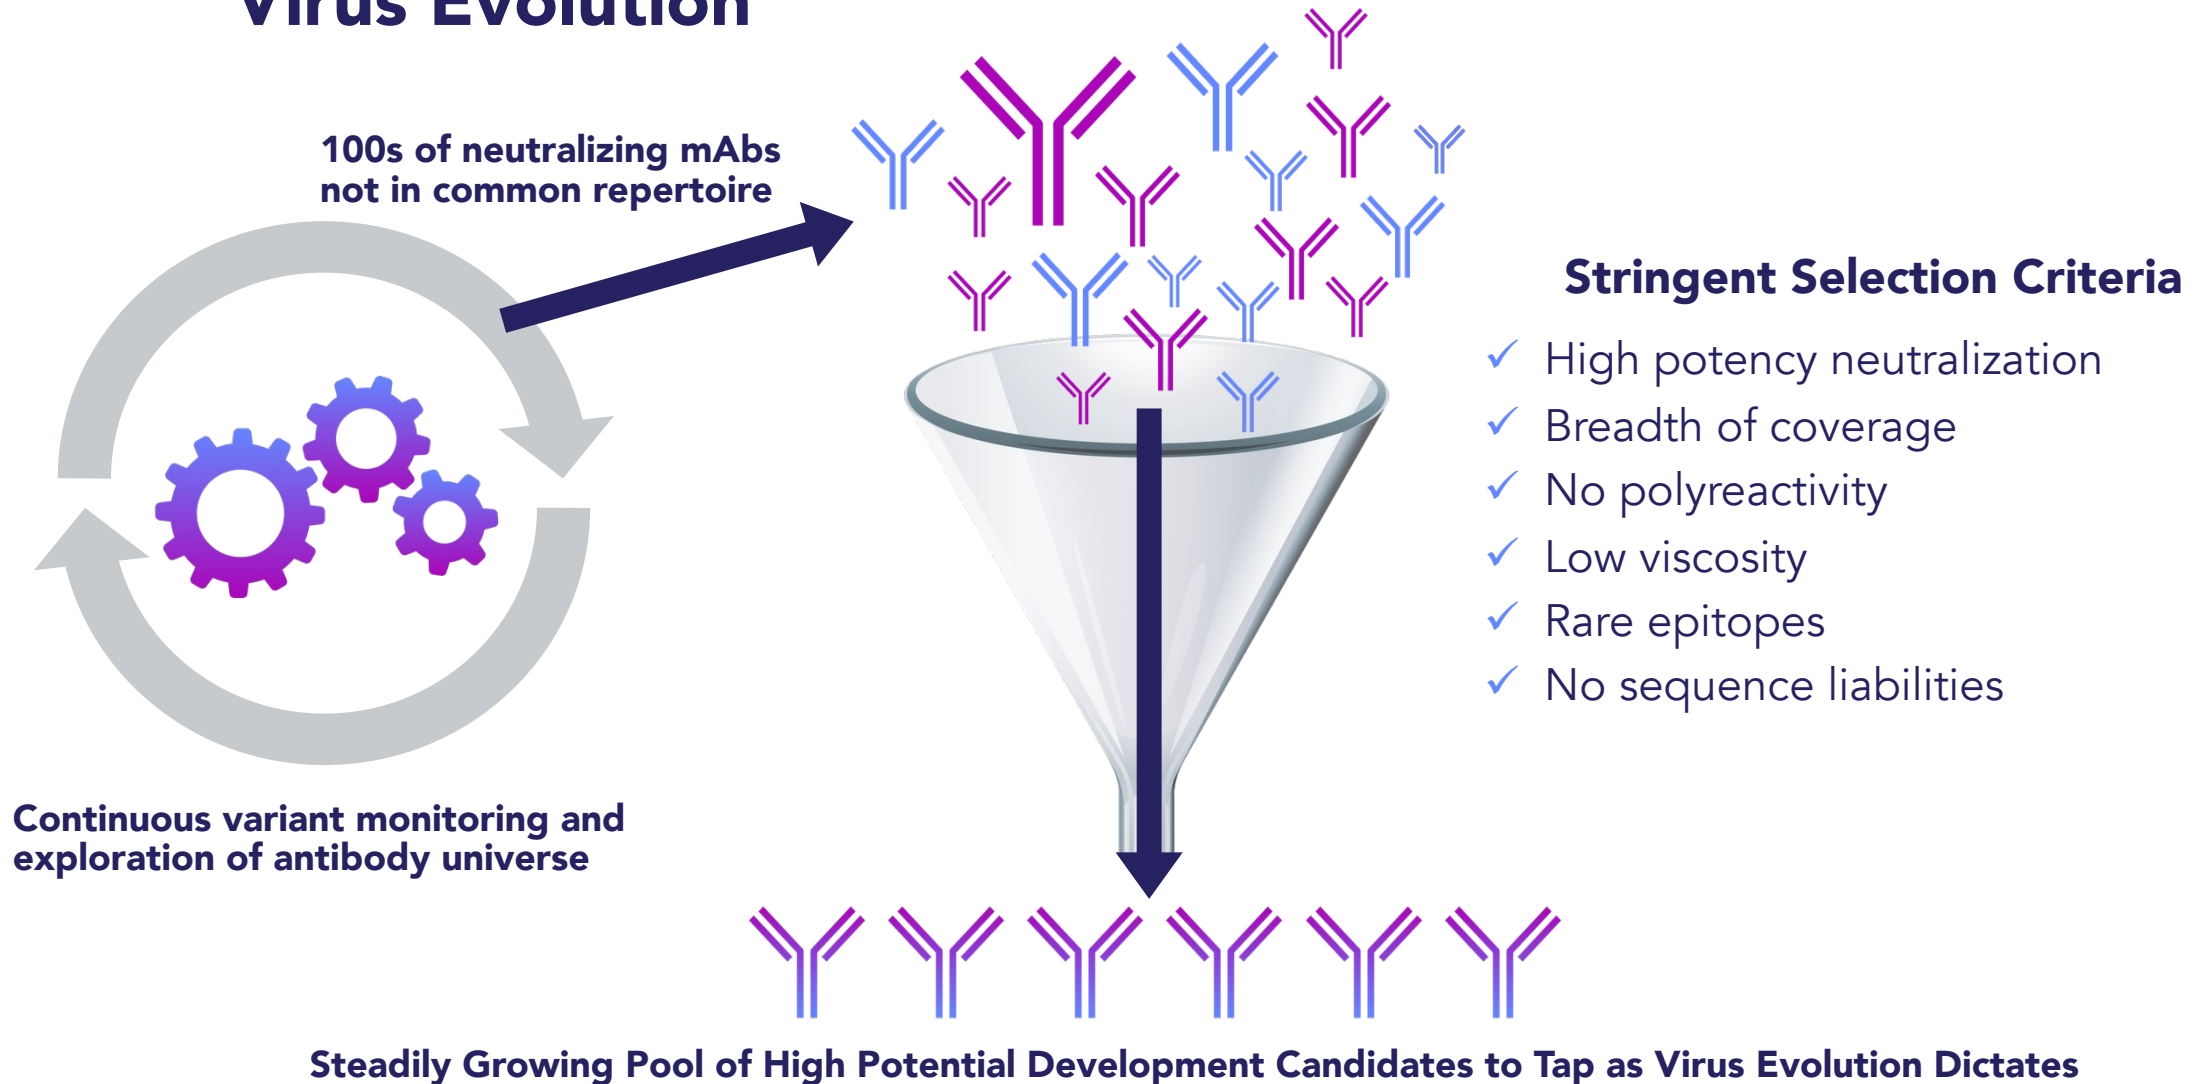 Virus Evolution
100s of neutralizing mAbs
not in common repertoire
Continuous variant monitoring and
exploration of antibody universe
Stringent Selection Criteria
✓ High potency neutralization
✓ Breadth of coverage
✓ No polyreactivity
✓ Low viscosity
✓ Rare epitopes
✓ No sequence liabilities
Steadily Growing Pool of High Potential Development Candidates to Tap as Virus Evolution Dictates